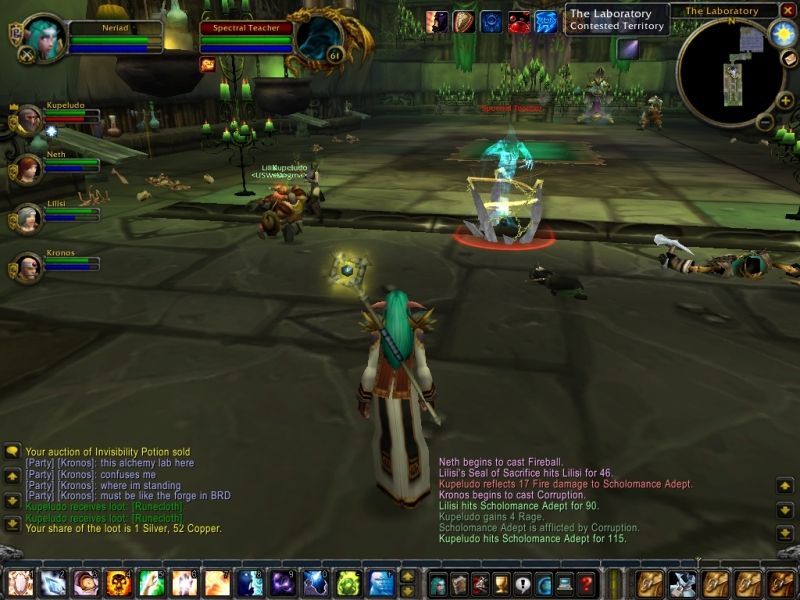 Neriad
Spectral Teacher
61
The Laboratory
Contested Territory
The Laboratory
N
Kupeludo
Neth
Lilisi
Kronos
Spectral Teacher
Kupeludo
Your auction of Invisibility Potion sold
[Party] [Kronos]: this alchemy lab here
[Party] [Kronos]: confuses me
[Party] [Kronos]: where im standing
[Party] [Kronos]: must be like the forge in BRD
Kupeludo receives loot: [Runecloth].
Kupeludo receives loot: [Runecloth].
Your share of the loot is 1 Silver, 52 Copper.
Neth begins to cast Fireball.
Lilisi's Seal of Sacrifice hits Lilisi for 46.
Kupeludo reflects 17 Fire damage to Scholomance Adept.
Kronos begins to cast Corruption.
Lilisi hits Scholomance Adept for 90.
Kupeludo gains 4 Rage.
Scholomance Adept is afflicted by Corruption.
Kupeludo hits Scholomance Adept for 115.